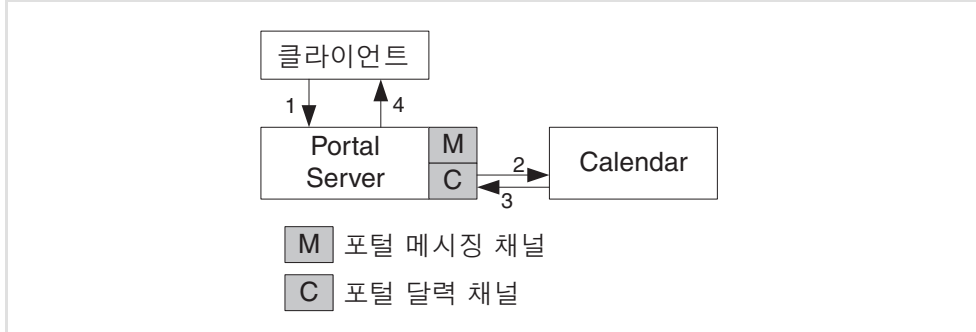 클라이언트
1
4
Portal
Server
M
C
2
3
Calendar
M 포털 메시징 채널
C 포털 달력 채널